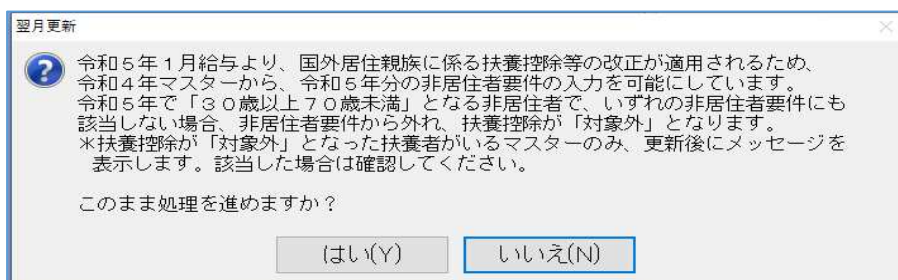 翌月更新
令和5年1月給与より、国外居住親族に係る扶養控除等の改正が適用されるため、
令和4年マスターから、令和5年分の非居住者要件の入力を可能にしています。
令和5年で「30歳以上70歳未満」となる非居住者で、いずれの非居住者要件にも
該当しない場合、非居住者要件から外れ、扶養控除が「対象外」となります。
*扶養控除が「対象外」となった扶養者がいるマスターのみ、更新後にメッセージを
表示します。該当した場合は確認してください。
このまま処理を進めますか?
はい(Y) いいえ(N)